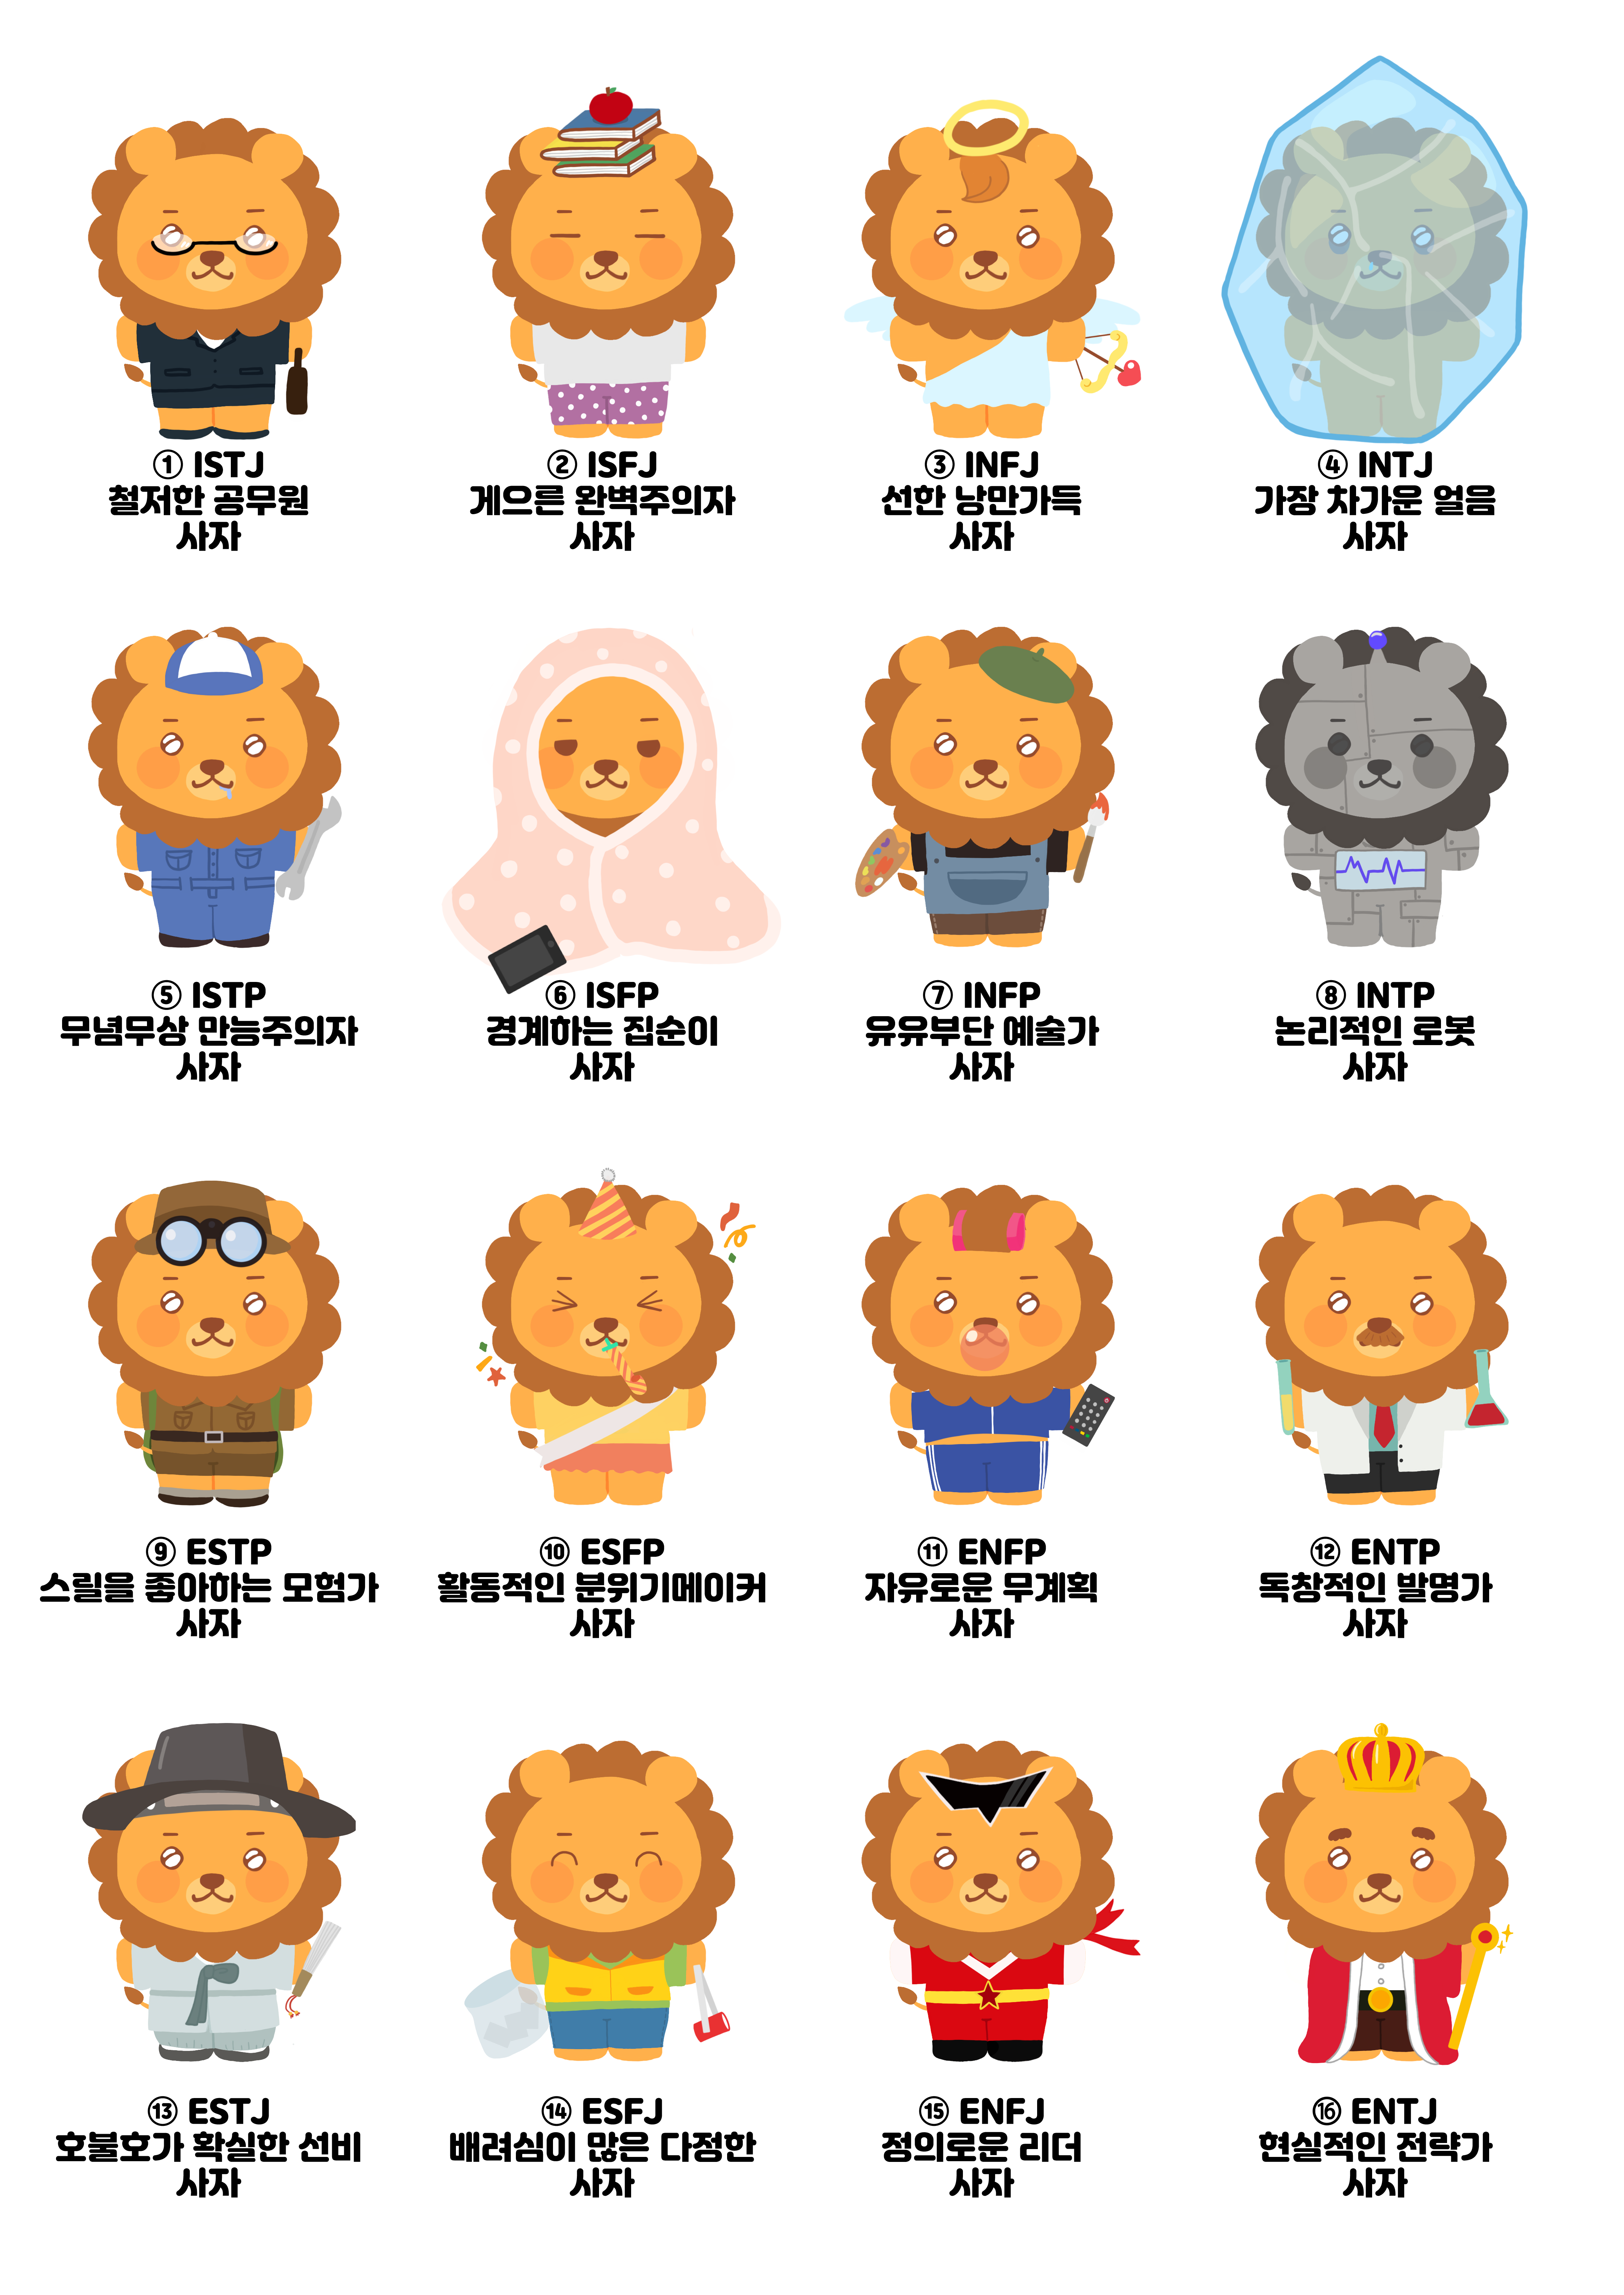 ① ISTJ
철저한 공무원
사자
② ISFJ
게으른 완벽주의자
사자
③ INFJ
선한 낭만가득
사자
④ INTJ
가장 차가운 얼음
사자
⑤ ISTP
무념무상 만능주의자
사자
⑥ ISFP
경계하는 집순이
사자
⑦ INFP
유유부단 예술가
사자
⑧ INTP
논리적인 로봇
사자
⑨ ESTP
스릴을 좋아하는 모험가
사자
⑩ ESFP
활동적인 분위기메이커
사자
⑪ ENFP
자유로운 무계획
사자
⑫ ENTP
독창적인 발명가
사자
⑬ ESTJ
호불호가 확실한 선비
사자
⑭ ESFJ
배려심이 많은 다정한
사자
⑮ ENFJ
정의로운 리더
사자
⑯ ENTJ
현실적인 전략가
사자